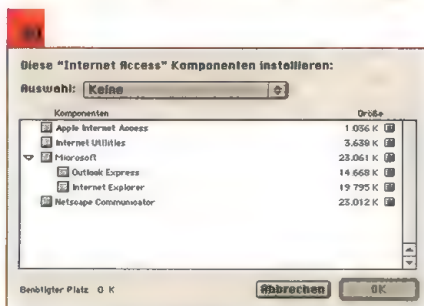 Diese "Internet Access" Komponenten installieren:
Auswahl: Keine
Komponenten Größe
Apple Internet Access 1.036 K
Internet Utilities 3.639 K
Microsoft 23.061 K
Outlook Express 14.668 K
Internet Explorer 19.795 K
Netscape Communicator 23.012 K
Benötigter Platz 0 K Abbrechen OK